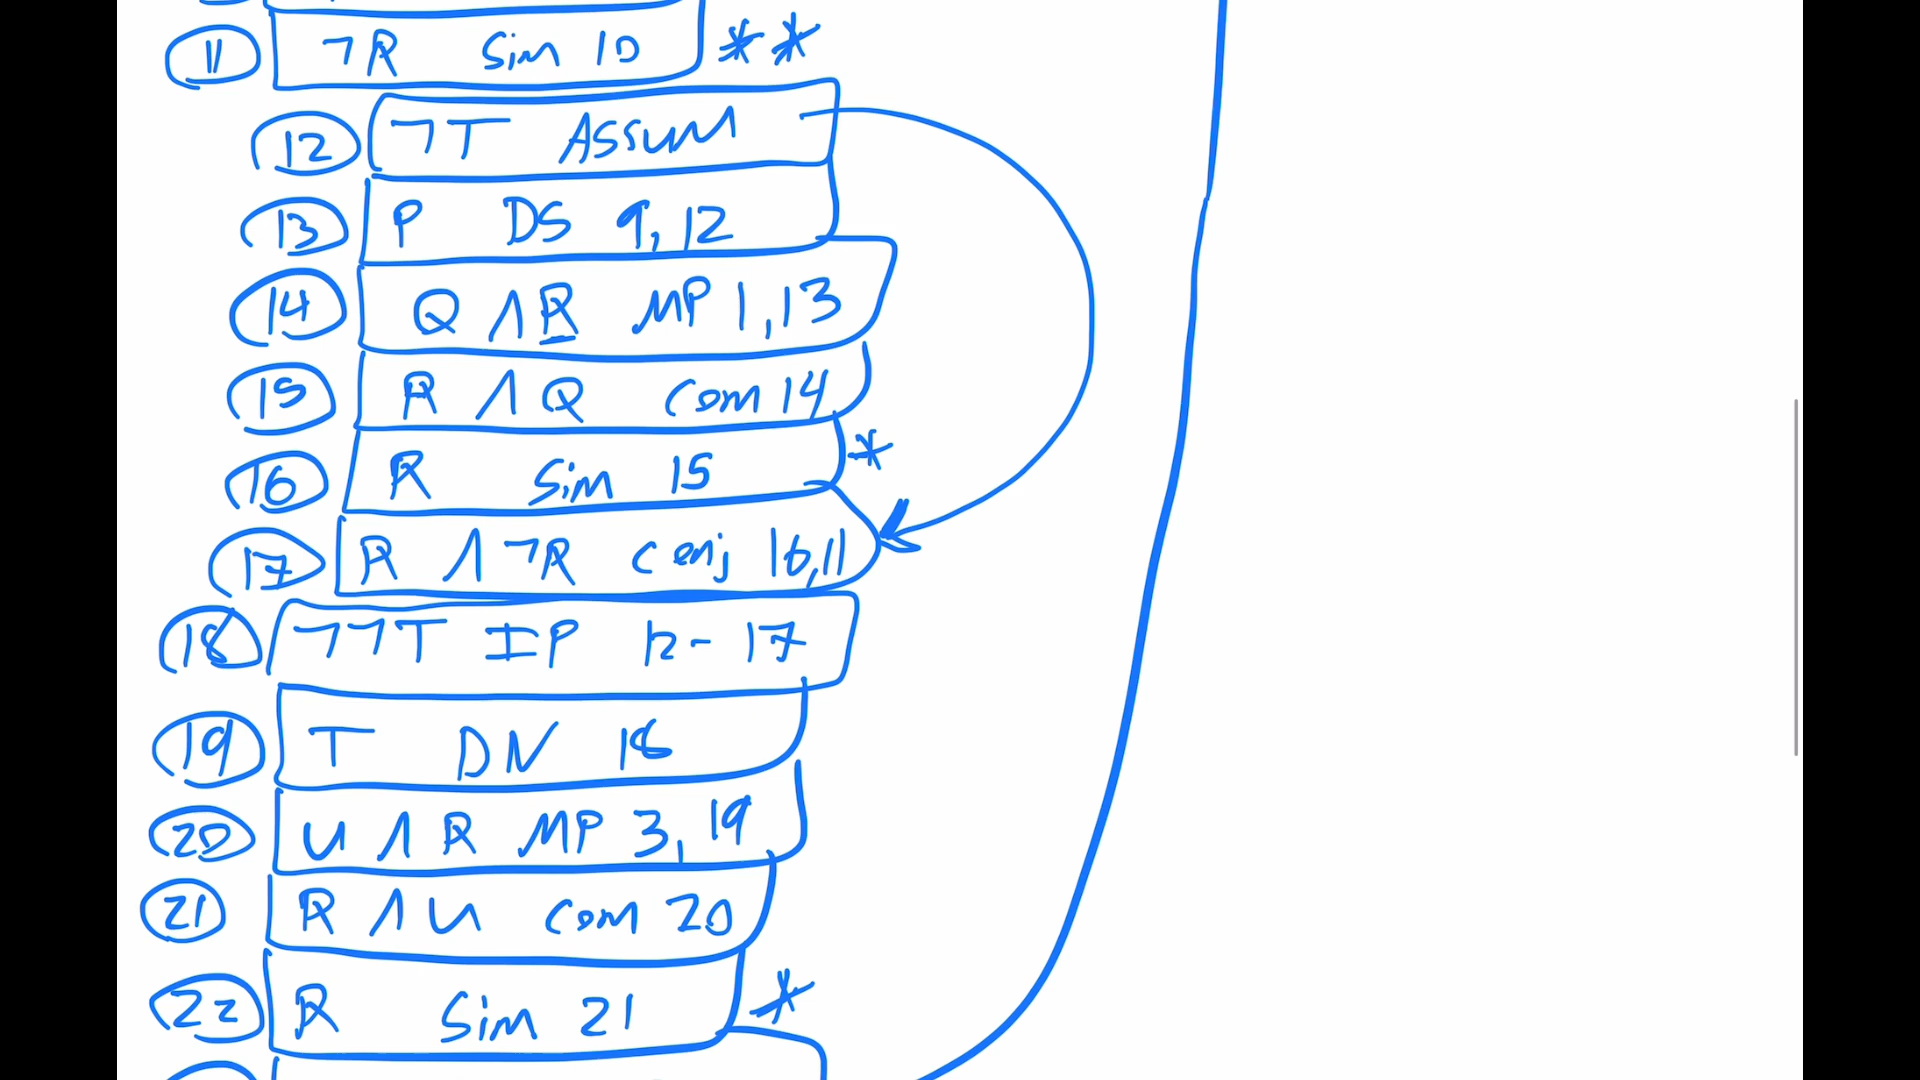 11 ¬R Sim 10 **
12 ¬T Assum
13 P DS 9,12
14 Q ∧ R MP 1,13
15 R ∧ Q Com 14
16 R Sim 15 *
17 R ∧ ¬R Conj 16,11
18 ¬¬T IP 12-17
19 T DN 18
20 U ∧ R MP 3,19
21 R ∧ U Com 20
22 R Sim 21 *